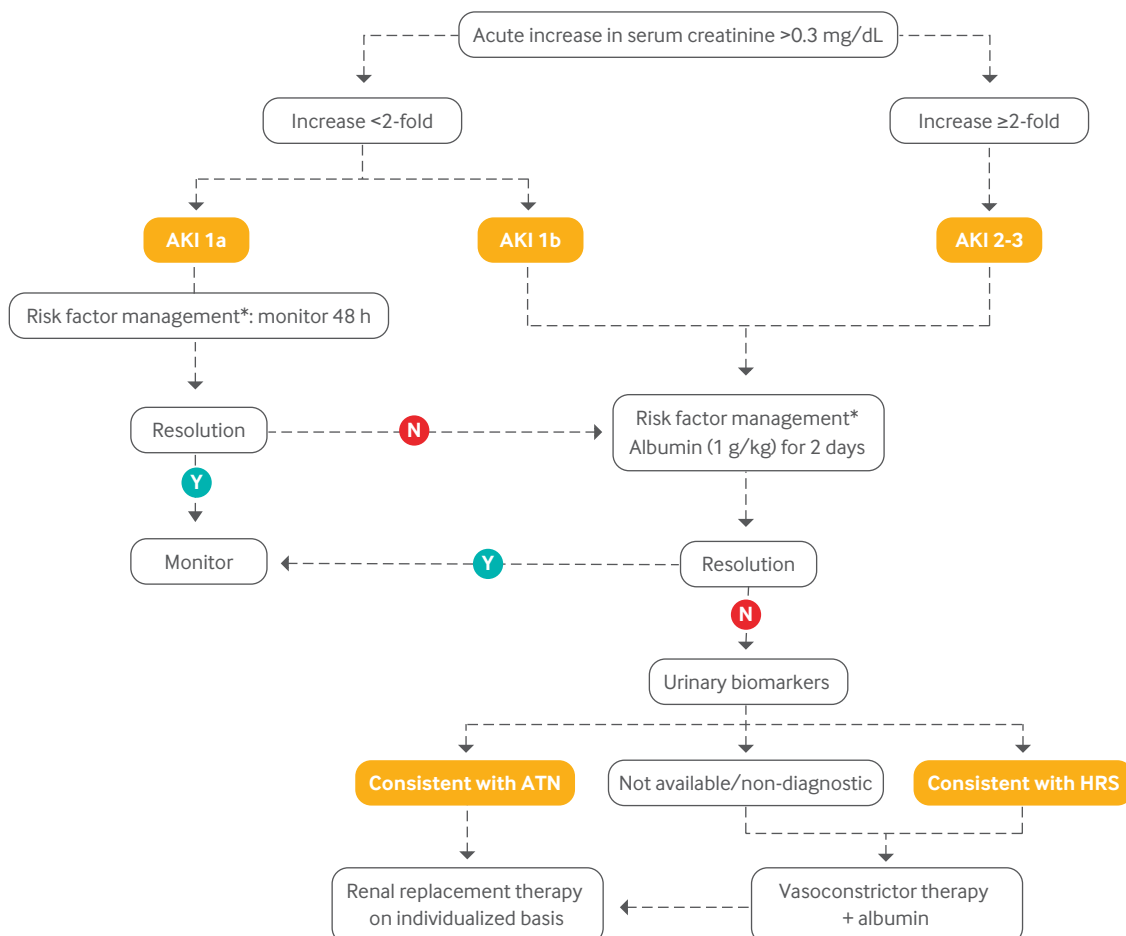 Acute increase in serum creatinine >0.3 mg/dL
Increase <2-fold
Increase ≥2-fold
AKI 1a
AKI 1b
AKI 2-3
Risk factor management*: monitor 48 h
Resolution
N
Risk factor management*
Albumin (1 g/kg) for 2 days
Y
Monitor
Y
Resolution
N
Urinary biomarkers
Consistent with ATN
Not available/non-diagnostic
Consistent with HRS
Renal replacement therapy
on individualized basis
Vasoconstrictor therapy
+ albumin